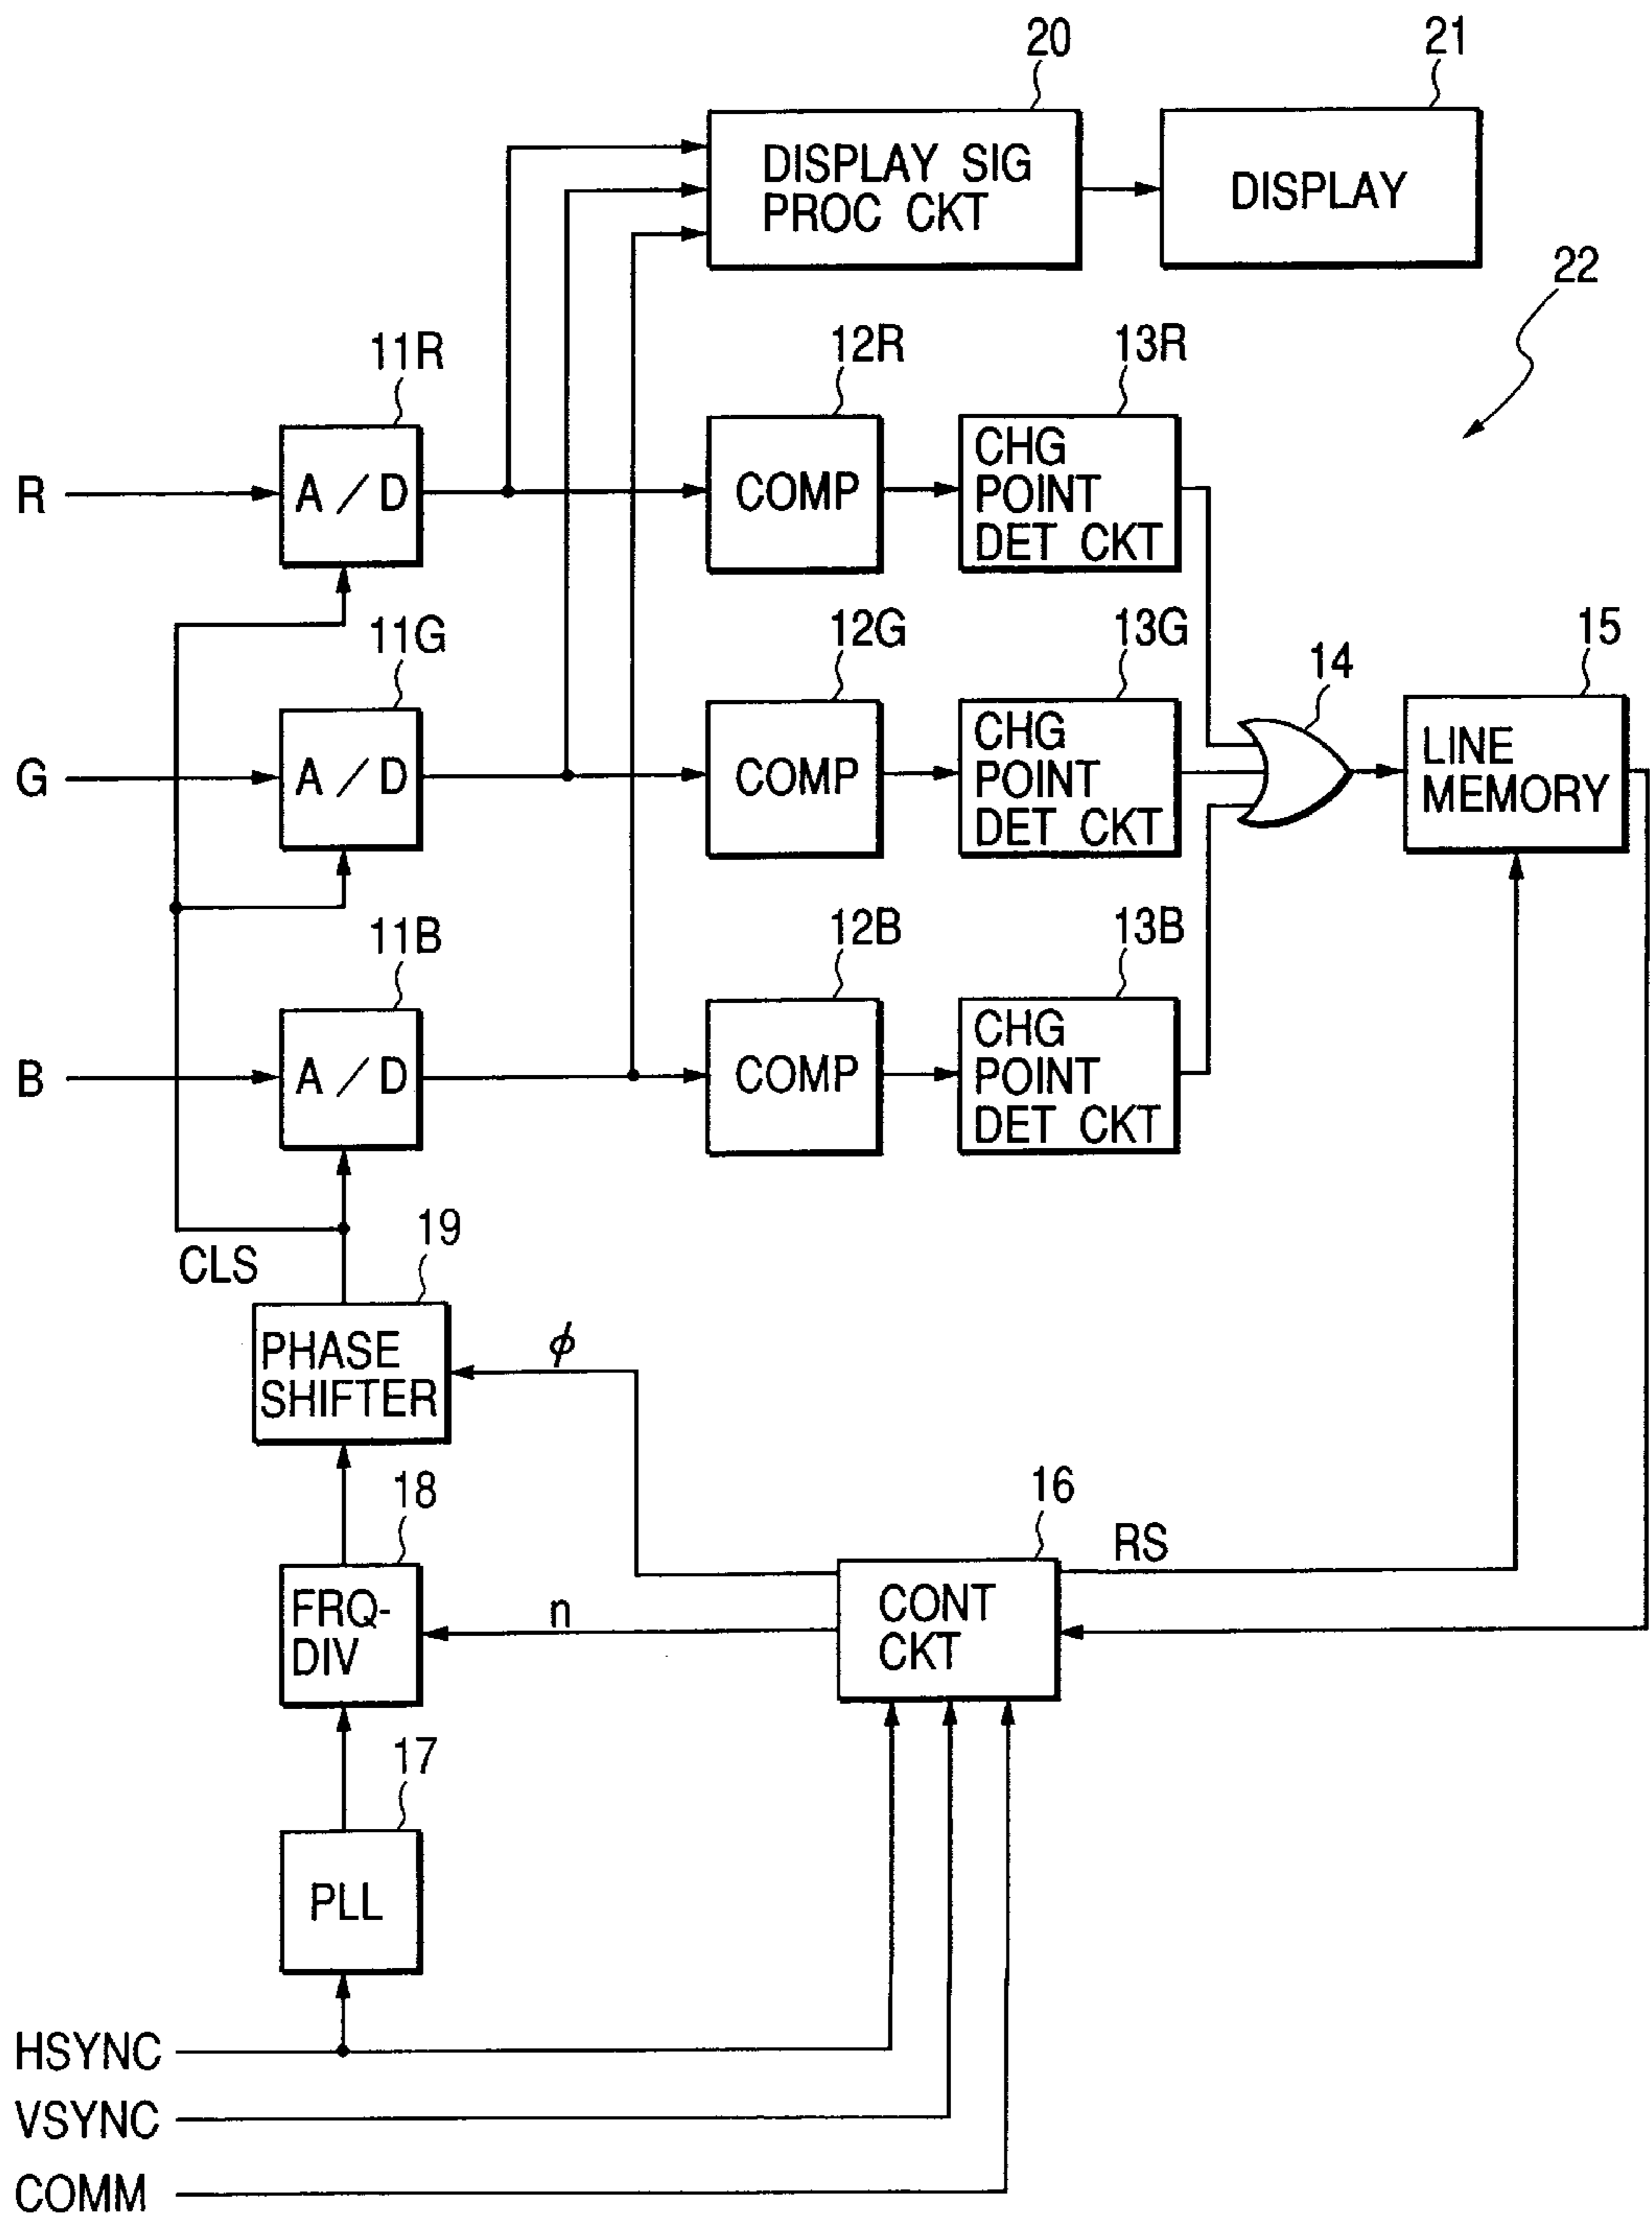 20
21
DISPLAY SIG
PROC CKT
DISPLAY
22
11R
12R
13R
R
A / D
COMP
CHG
POINT
DET CKT
11G
12G
13G
14
15
G
A / D
COMP
CHG
POINT
DET CKT
LINE
MEMORY
11B
12B
13B
B
A / D
COMP
CHG
POINT
DET CKT
CLS
19
PHASE
SHIFTER
ϕ
18
16
RS
FRQ-
DIV
n
CONT
CKT
17
PLL
HSYNC
VSYNC
COMM